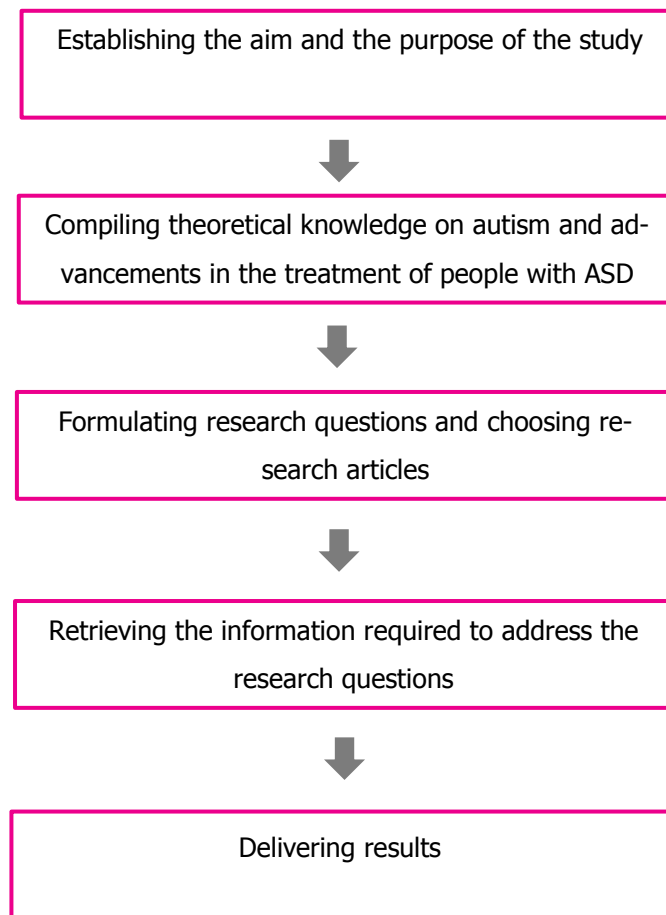 Establishing the aim and the purpose of the study
Compiling theoretical knowledge on autism and ad-
vancements in the treatment of people with ASD
Formulating research questions and choosing re-
search articles
Retrieving the information required to address the
research questions
Delivering results